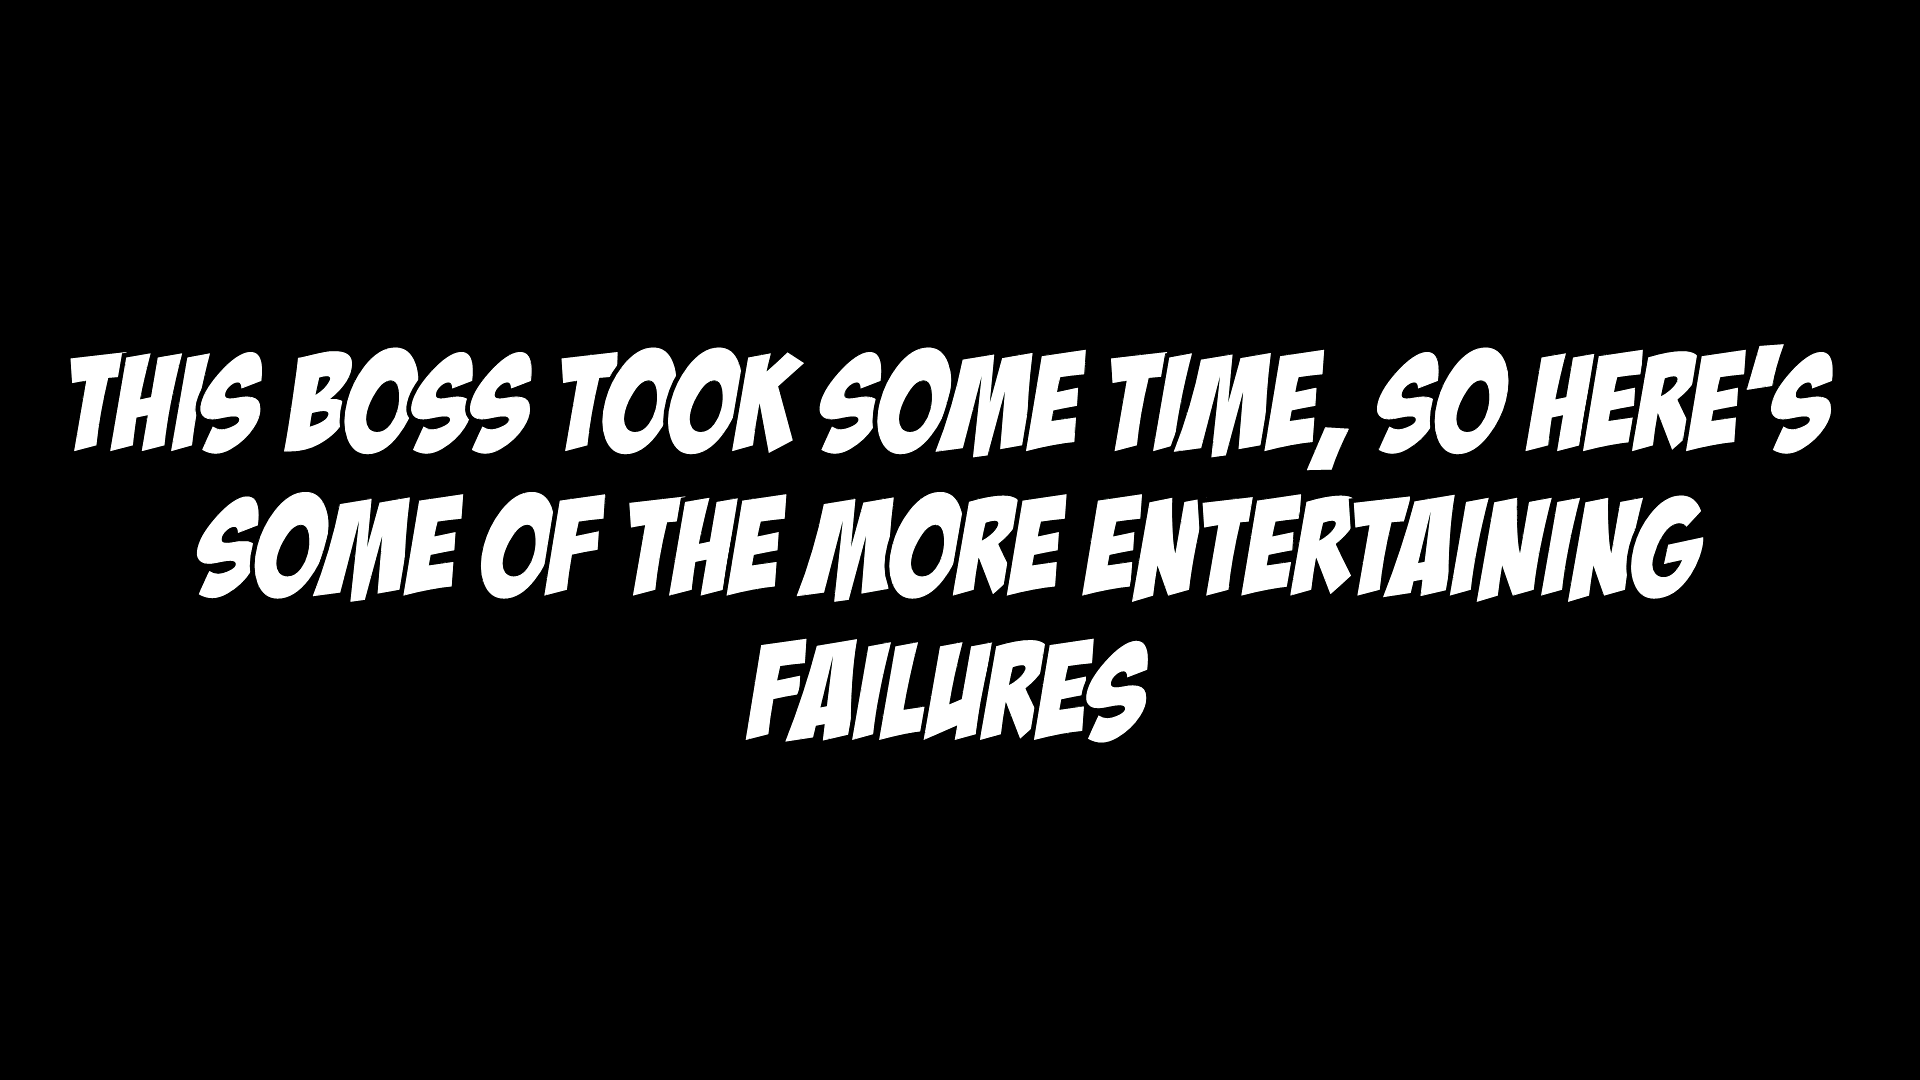 THIS BOSS TOOK SOME TIME, SO HERE'S
SOME OF THE MORE ENTERTAINING
FAILURES